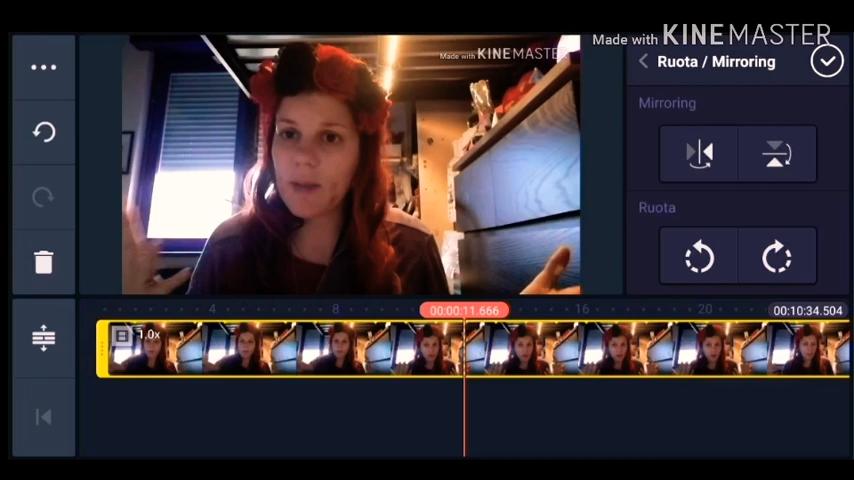 Made with KINEMASTER
Made with KINEMASTER
Ruota / Mirroring
Mirroring
Ruota
4
8
00:00:11.666
16
20
00:10:34.504
1.0x